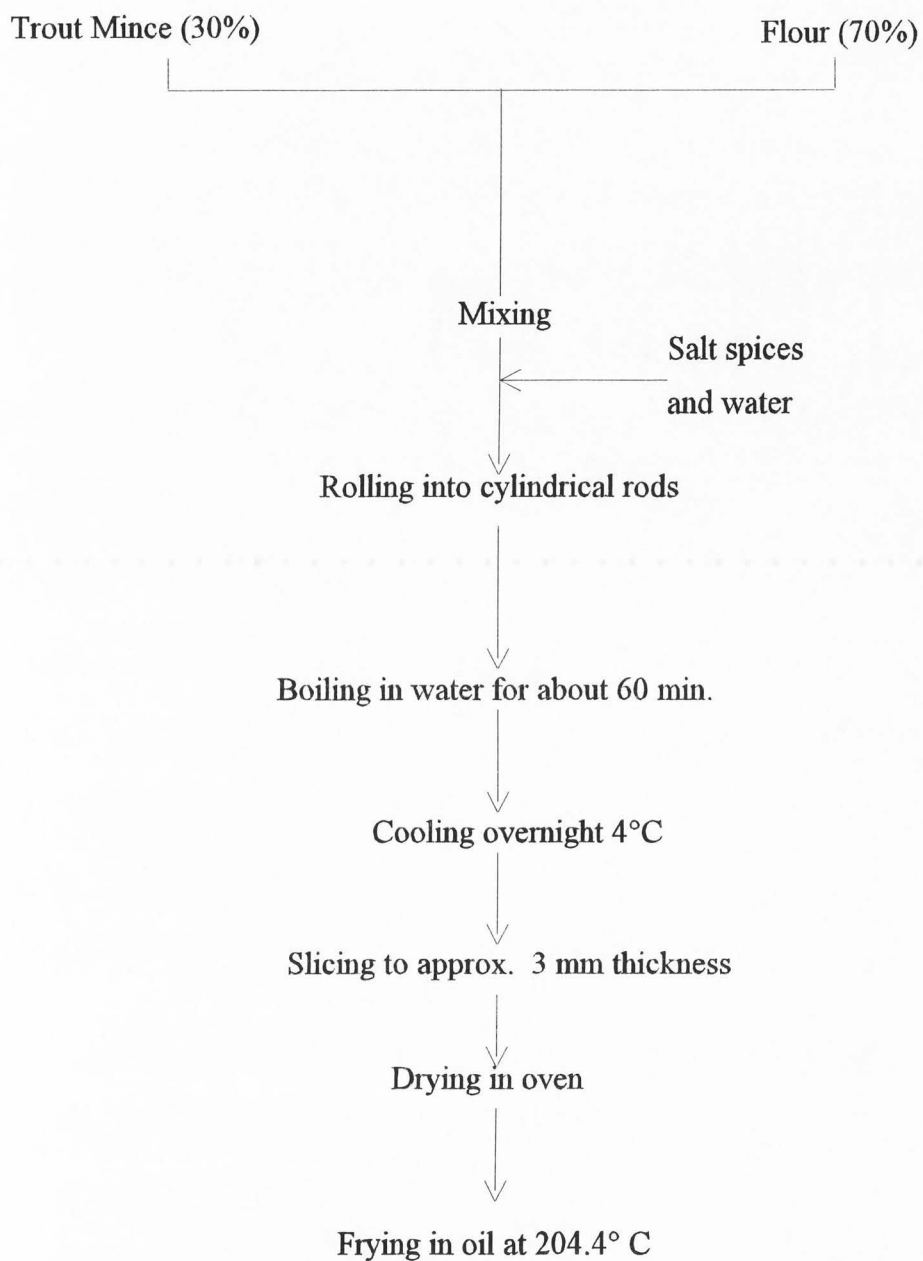 Trout Mince (30%)
Flour (70%)
Mixing
Salt spices
and water
Rolling into cylindrical rods
Boiling in water for about 60 min.
Cooling overnight 4°C
Slicing to approx. 3 mm thickness
Drying in oven
Frying in oil at 204.4° C